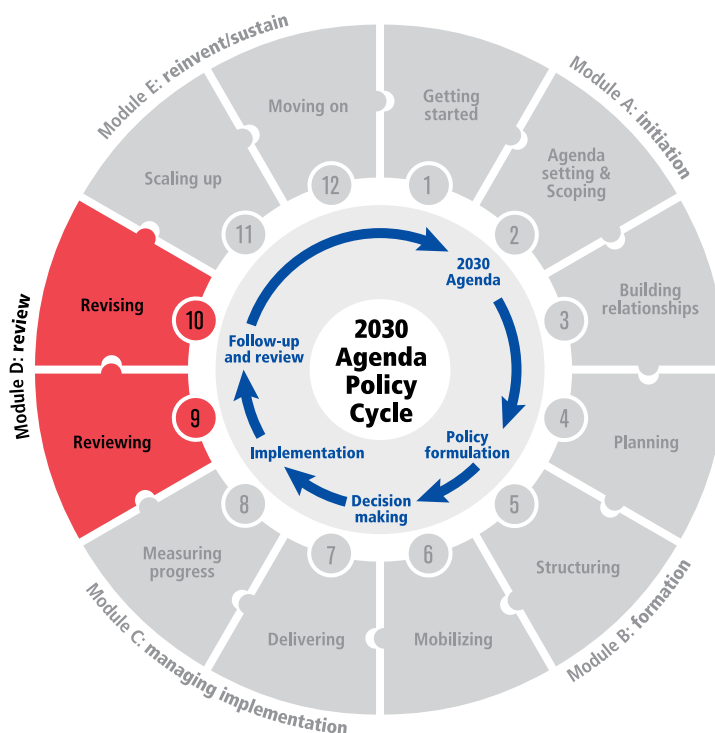 Module A: initiation
Getting
started
1
Agenda
setting &
Scoping
2
Building
relationships
3
Module B: formation
Planning
4
Structuring
5
Mobilizing
6
Module C: managing implementation
Delivering
7
Measuring
progress
8
Module D: review
Reviewing
9
Revising
10
Module E: reinvent/sustain
Scaling up
11
Moving on
12
2030
Agenda
Policy
Cycle
2030
Agenda
Policy
formulation
Decision
making
Implementation
Follow-up
and review